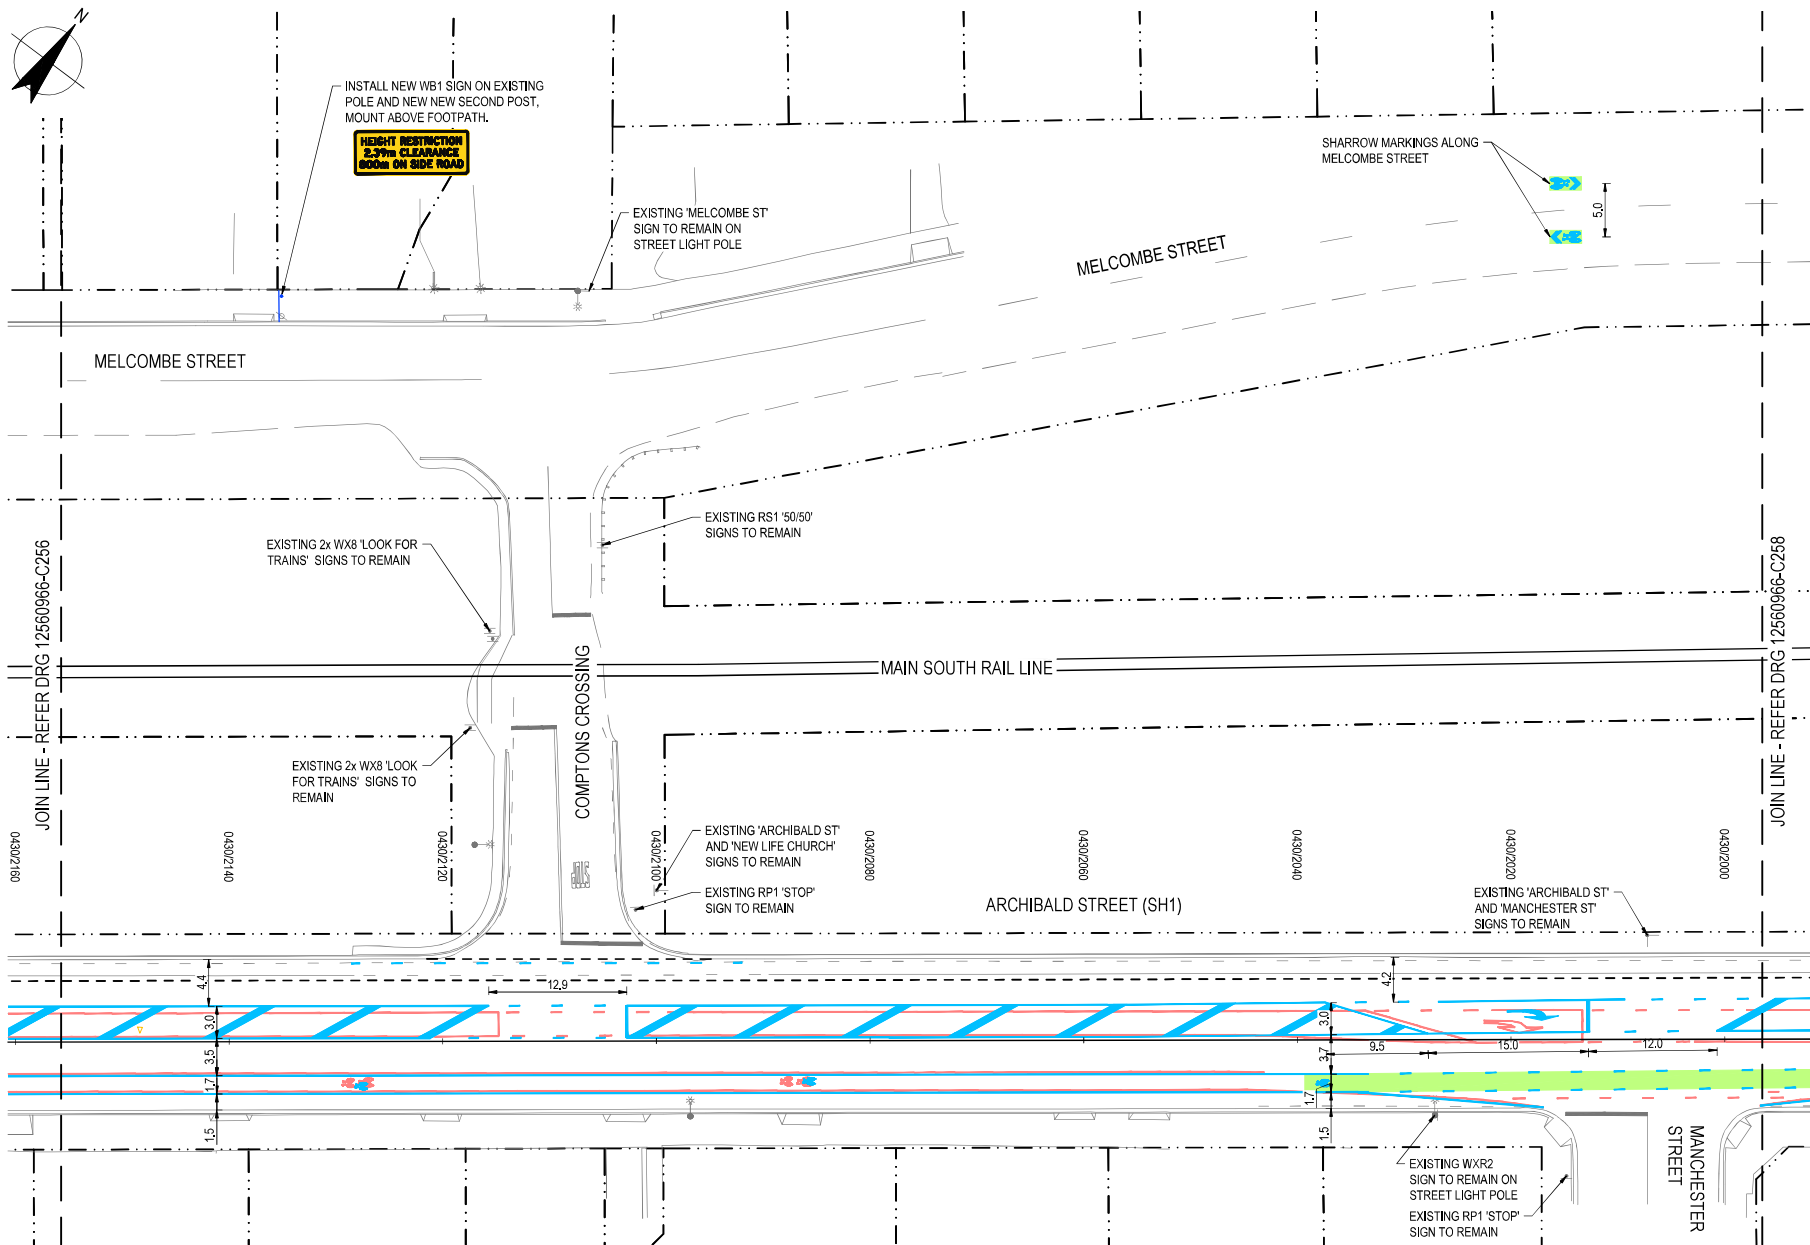 N
INSTALL NEW WB1 SIGN ON EXISTING
POLE AND NEW NEW SECOND POST,
MOUNT ABOVE FOOTPATH.
HEIGHT RESTRICTION
2.39m CLEARANCE
800m ON SIDE ROAD
SHARROW MARKINGS ALONG
MELCOMBE STREET
5.0
EXISTING 'MELCOMBE ST'
SIGN TO REMAIN ON
STREET LIGHT POLE
MELCOMBE STREET
MELCOMBE STREET
EXISTING RS1 '50/50'
SIGNS TO REMAIN
EXISTING 2x WX8 'LOOK FOR
TRAINS' SIGNS TO REMAIN
JOIN LINE - REFER DRG 12560966-C256
JOIN LINE - REFER DRG 12560966-C258
MAIN SOUTH RAIL LINE
COMPTONS CROSSING
EXISTING 2x WX8 'LOOK
FOR TRAINS' SIGNS TO
REMAIN
0430/2160
0430/2140
0430/2120
0430/2100
0430/2080
0430/2060
0430/2040
0430/2020
0430/2000
EXISTING 'ARCHIBALD ST'
AND 'NEW LIFE CHURCH'
SIGNS TO REMAIN
EXISTING RP1 'STOP'
SIGN TO REMAIN
STOP
ARCHIBALD STREET (SH1)
EXISTING 'ARCHIBALD ST'
AND 'MANCHESTER ST'
SIGNS TO REMAIN
4.4
12.9
4.2
3.0
3.0
3.5
3.7
9.5
15.0
12.0
1.7
1.7
1.5
1.5
MANCHESTER
STREET
EXISTING WXR2
SIGN TO REMAIN ON
STREET LIGHT POLE
EXISTING RP1 'STOP'
SIGN TO REMAIN